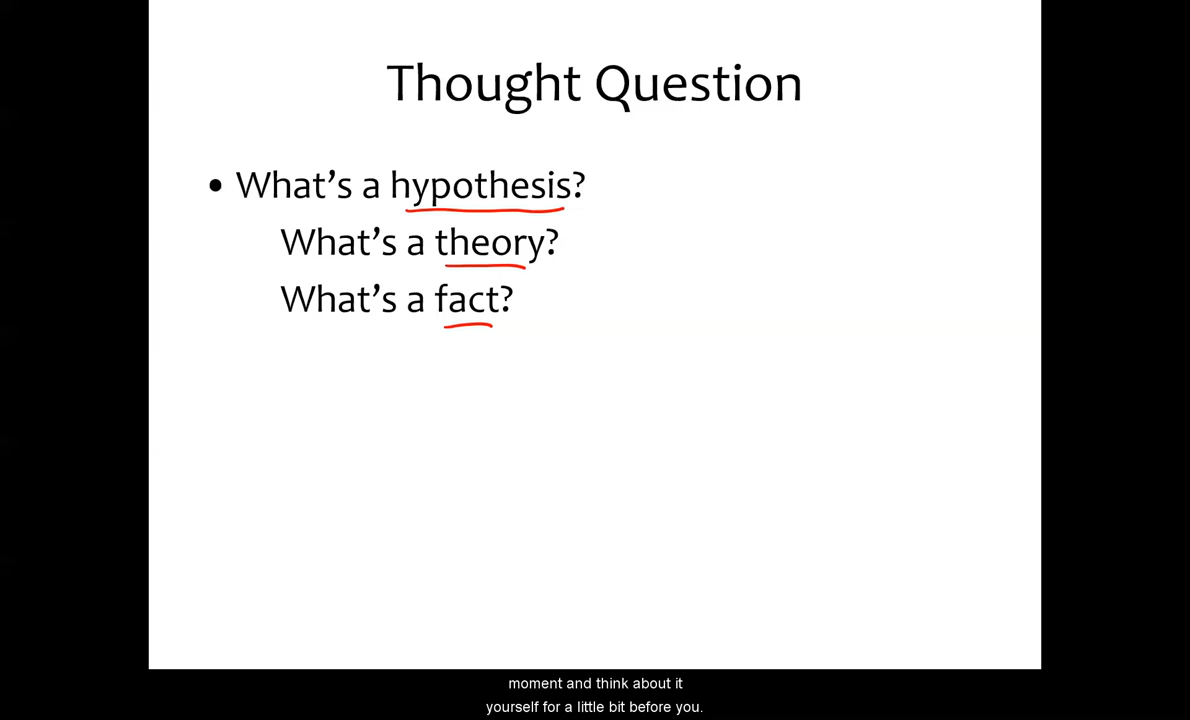 Thought Question
• What’s a hypothesis?
What’s a theory?
What’s a fact?
moment and think about it
yourself for a little bit before you.